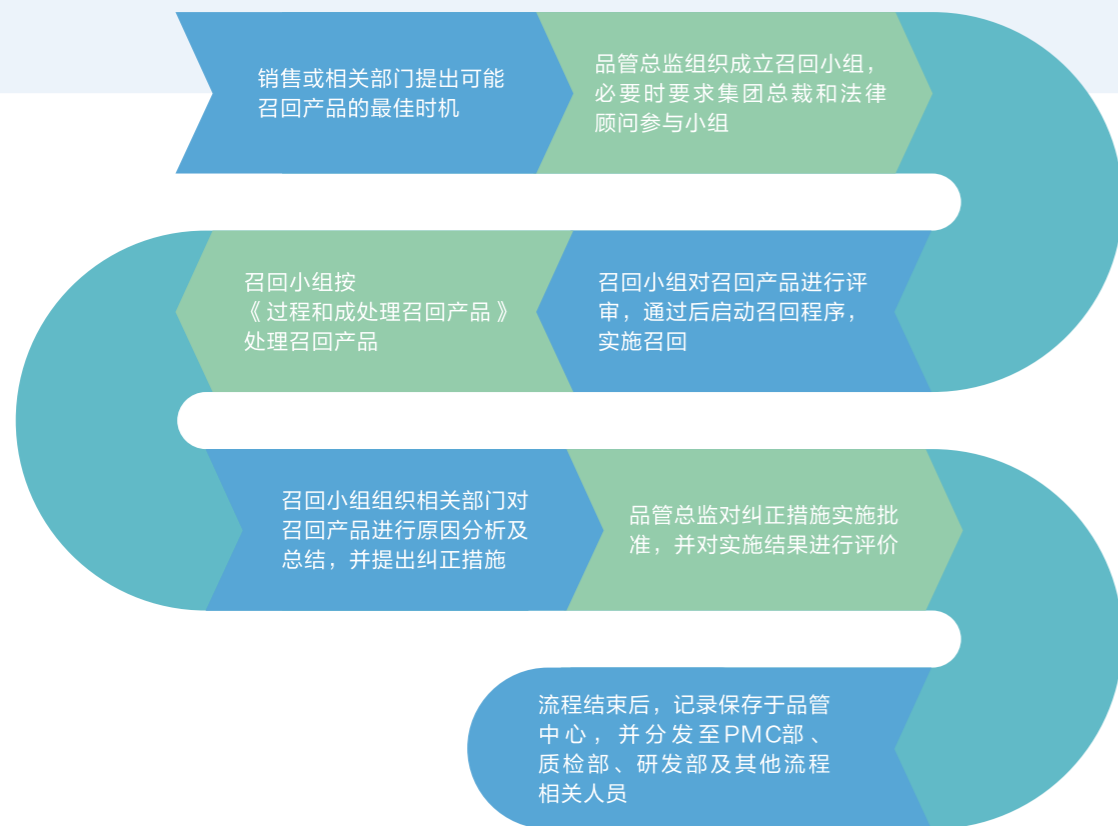 销售或相关部门提出可能
召回产品的最佳时机
品管总监组织成立召回小组，
必要时要求集团总裁和法律
顾问参与小组
召回小组对召回产品进行评
审，通过后启动召回程序，
实施召回
召回小组按
《过程和成处理召回产品》
处理召回产品
召回小组组织相关部门对
召回产品进行原因分析及
总结，并提出纠正措施
品管总监对纠正措施实施批
准，并对实施结果进行评价
流程结束后，记录保存于品管
中心，并分发至PMC部、
质检部、研发部及其他流程
相关人员